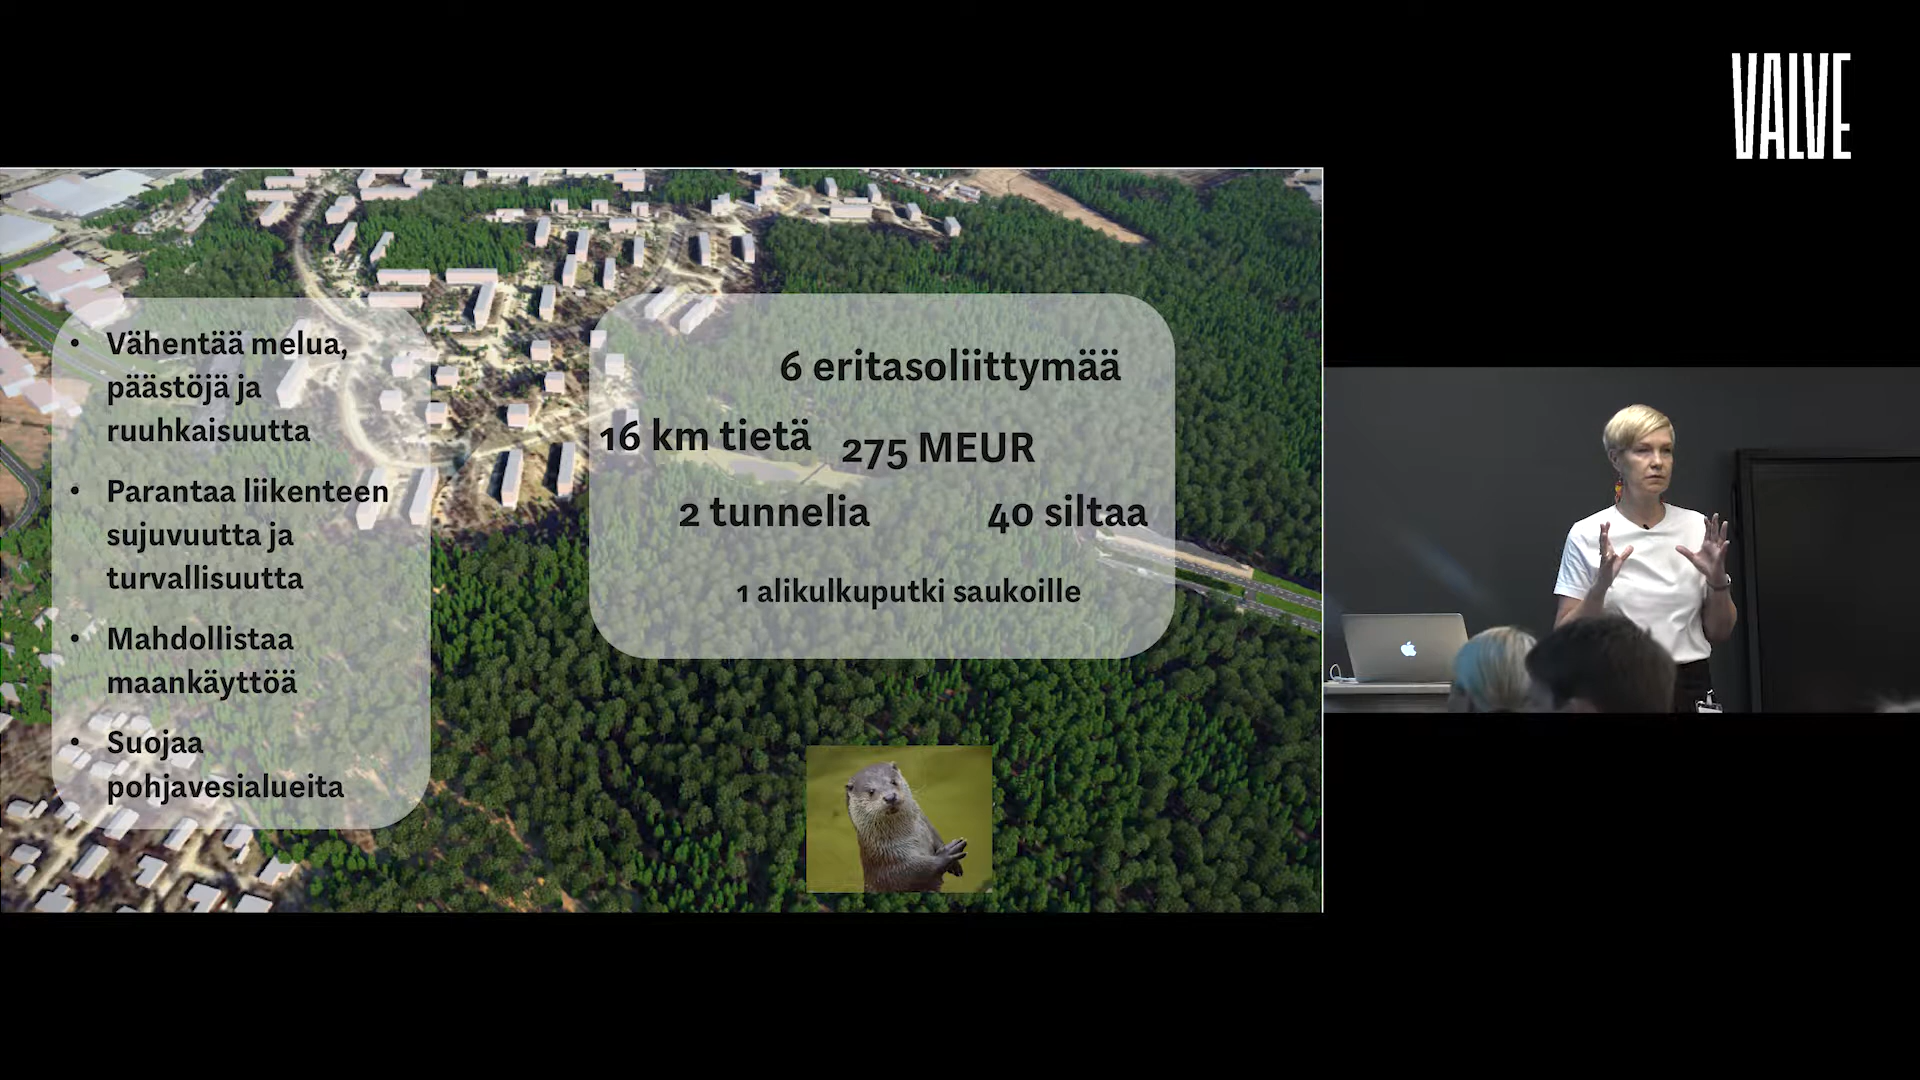 VALVE
• Vähentää melua,
päästöjä ja
ruuhkaisuutta
• Parantaa liikenteen
sujuvuutta ja
turvallisuutta
• Mahdollistaa
maankäyttöä
• Suojaa
pohjavesialueita
6 eritasoliittymää
16 km tietä
275 MEUR
2 tunnelia
40 siltaa
1 alikulkuputki saukoille